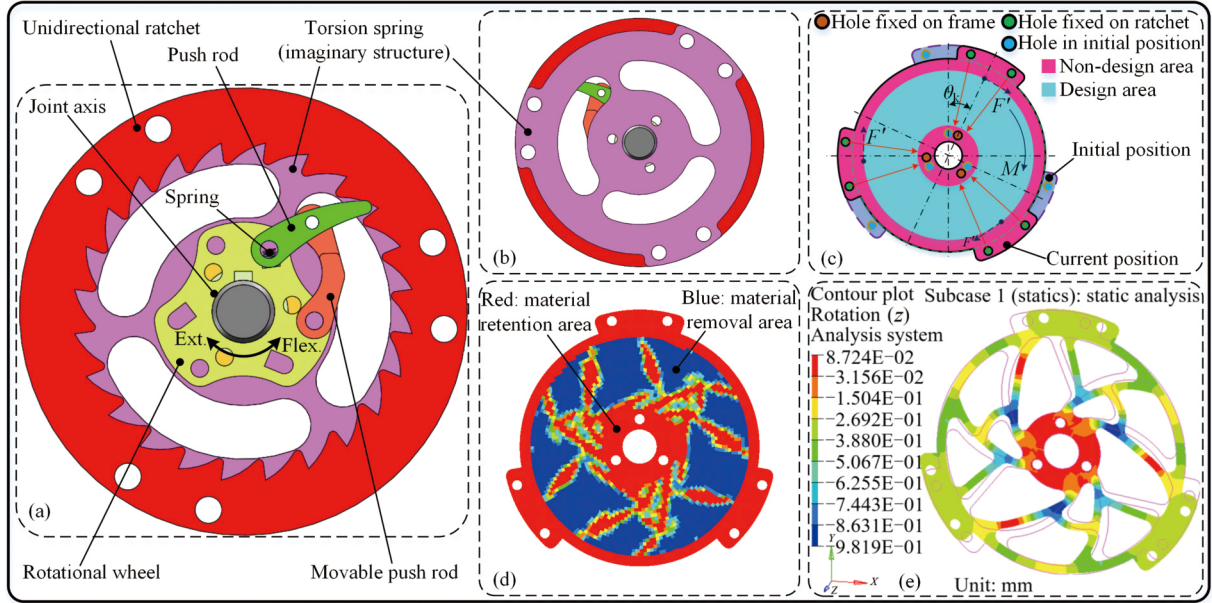 Unidirectional ratchet
Torsion spring
(imaginary structure)
Push rod
Joint axis
Spring
Ext.
Flex.
(a)
Rotational wheel
Movable push rod
(b)
Hole fixed on frame
Hole fixed on ratchet
Hole in initial position
Non-design area
Design area
θk
F′
F′
M
F′
Initial position
Current position
(c)
Red: material
retention area
Blue: material
removal area
(d)
Contour plot
Subcase 1 (statics): static analysis
Rotation (z)
Analysis system
8.724E−02
-3.156E−02
-1.504E−01
-2.692E−01
-3.880E−01
-5.067E−01
-6.255E−01
-7.443E−01
-8.631E−01
-9.819E−01
Y
X
Z
Unit: mm
(e)